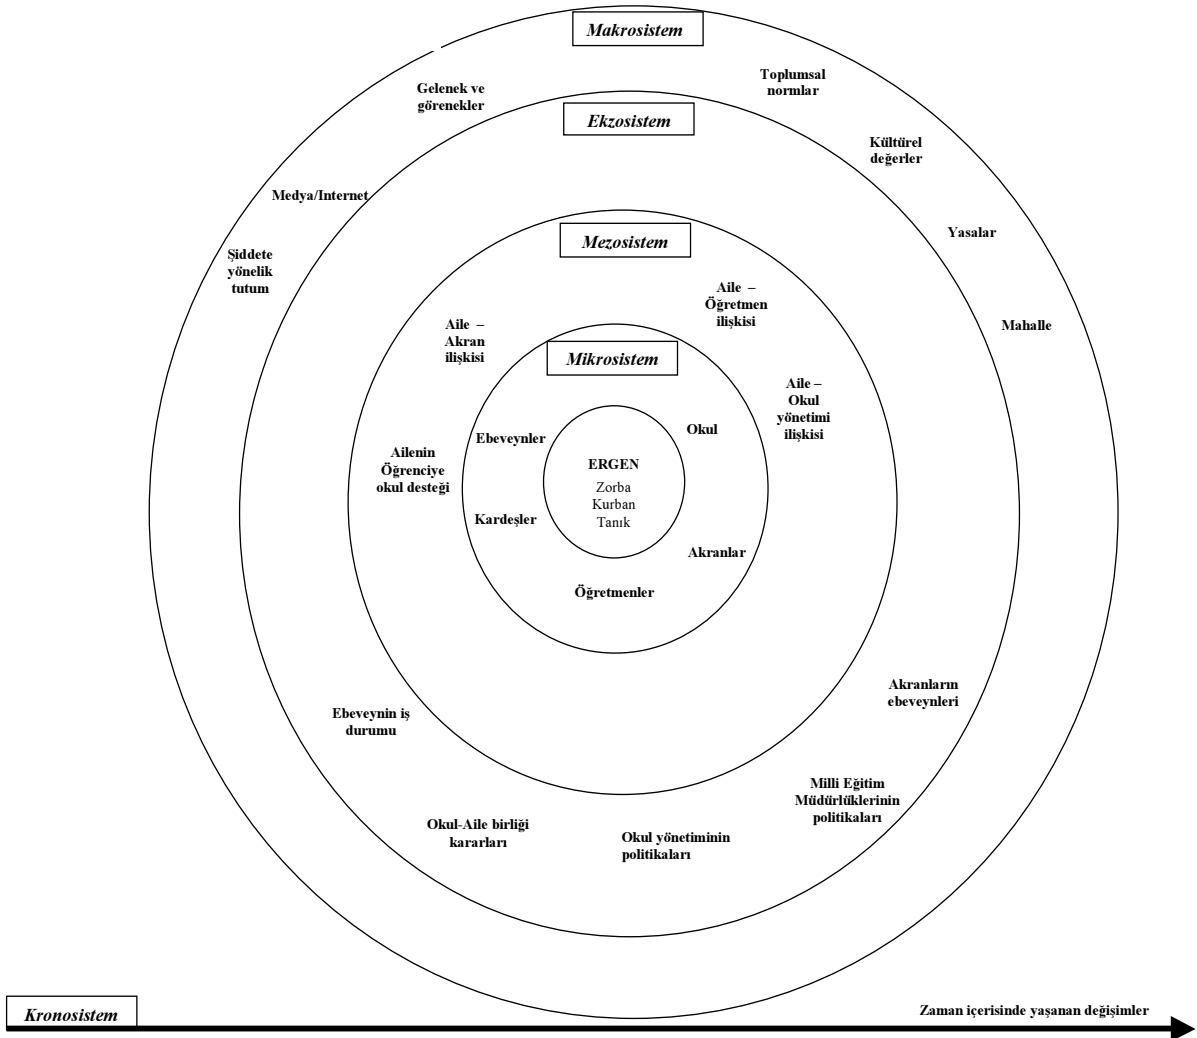 Makrosistem
Toplumsal
normlar
Gelenek ve
görenekler
Ekzosistem
Kültürel
değerler
Medya/Internet
Yasalar
Şiddete
yönelik
tutum
Mezosistem
Aile –
Öğretmen
ilişkisi
Mahalle
Aile –
Akran
ilişkisi
Mikrosistem
Aile –
Okul
yönetimi
ilişkisi
Okul
Ebeveynler
Ailenin
Öğrenciye
okul desteği
ERGEN
Zorba
Kurban
Tanık
Kardeşler
Akranlar
Öğretmenler
Akranların
ebeveynleri
Ebeveynin iş
durumu
Milli Eğitim
Müdürlüklerinin
politikaları
Okul-Aile birliği
kararları
Okul yönetiminin
politikaları
Kronosistem
Zaman içerisinde yaşanan değişimler